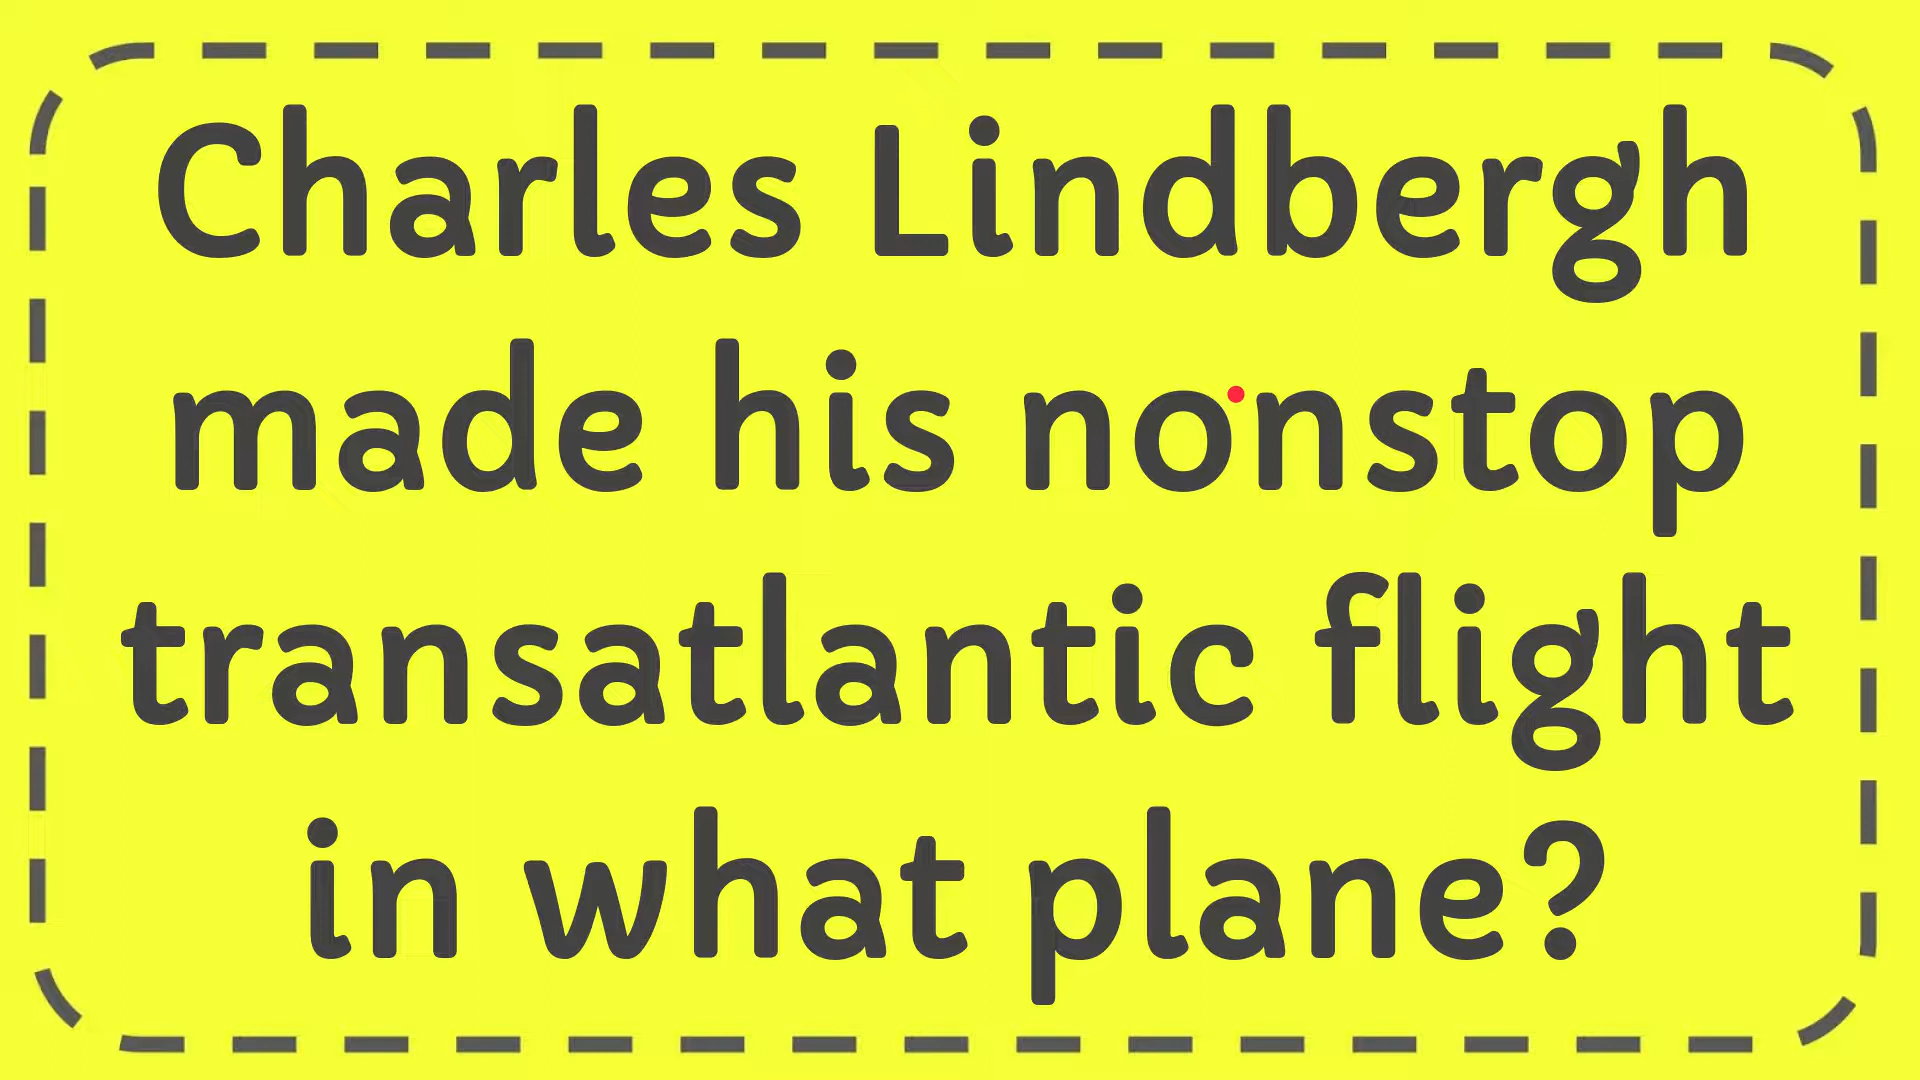 Charles Lindbergh
made his nonstop
transatlantic flight
in what plane?